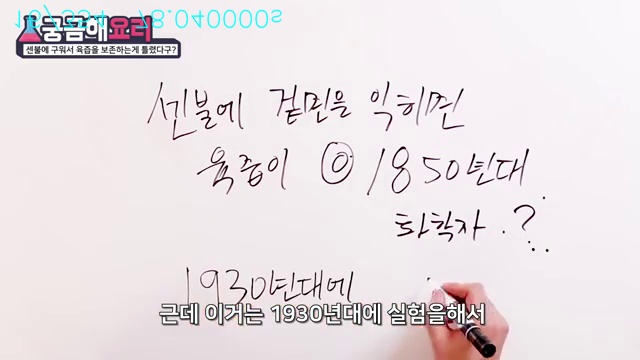 궁금해요리
센불에 구워서 육즙을 보존하는게 틀렸다구?
센불에 겉면을 익히면
육즙이 ⓞ 1850년대
화학자 . ?
1930년대에
근데 이거는 1930년대에 실험을해서